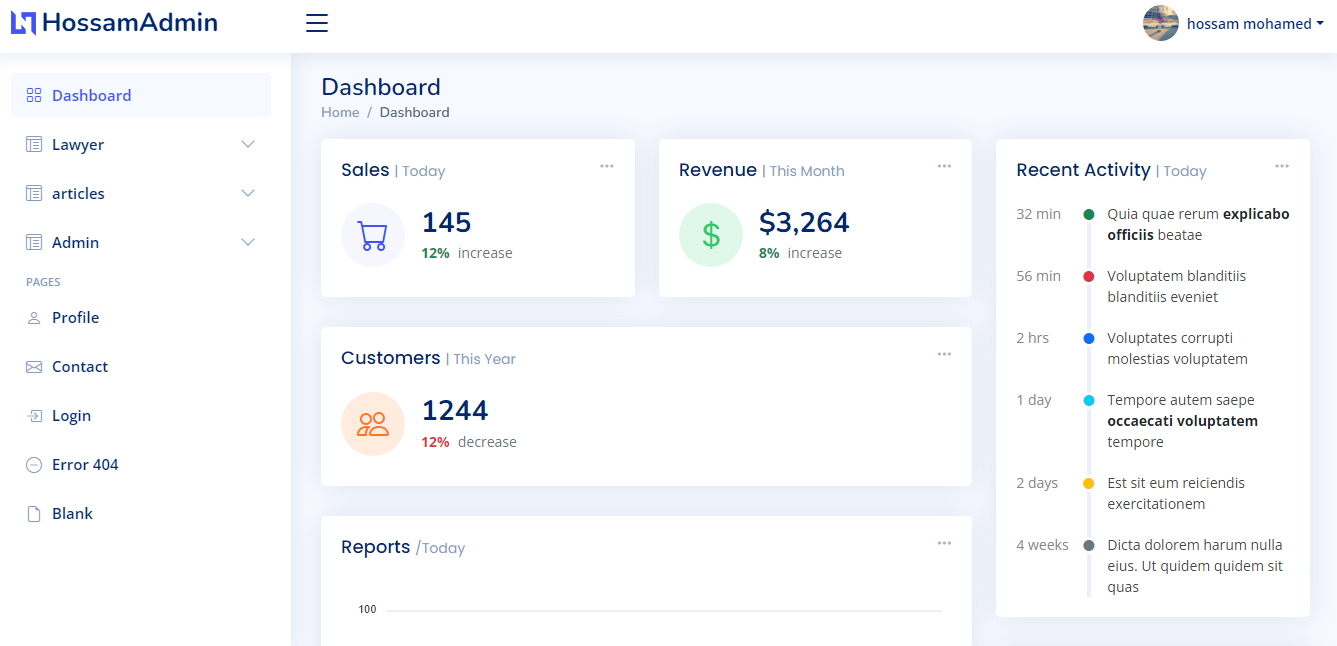 HossamAdmin
hossam mohamed
Dashboard
Lawyer
articles
Admin
PAGES
Profile
Contact
Login
Error 404
Blank
Dashboard
Home / Dashboard
Sales | Today
145
12% increase
Revenue | This Month
$3,264
8% increase
Customers | This Year
1244
12% decrease
Reports /Today
100
Recent Activity | Today
32 min
Quia quae rerum explicabo
officiis beatae
56 min
Voluptatem blanditiis
blanditiis eveniet
2 hrs
Voluptates corrupti
molestias voluptatem
1 day
Tempore autem saepe
occaecati voluptatem
tempore
2 days
Est sit eum reiciendis
exercitationem
4 weeks
Dicta dolorem harum nulla
eius. Ut quidem quidem sit
quas